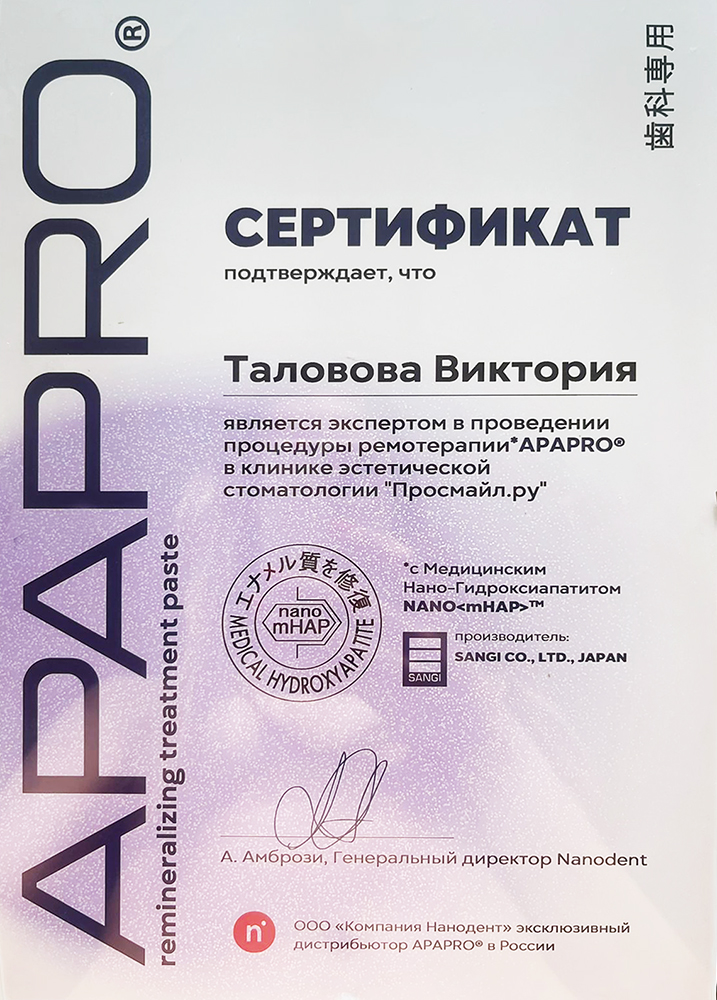 APAPRO®
remineralizing treatment paste
歯科専用
СЕРТИФИКАТ
подтверждает, что
Таловова Виктория
является экспертом в проведении
процедуры ремотерапии*APAPRO®
в клинике эстетической
стоматологии "Просмайл.ру"
エナメル質を修復
nano
mHAP
MEDICAL HYDROXYAPATITE
*с Медицинским
Нано-Гидроксиапатитом
NANO<mHAP>™
SANGI
производитель:
SANGI CO., LTD., JAPAN
А. Амбрози, Генеральный директор Nanodent
n
ООО «Компания Нанодент» эксклюзивный
дистрибьютор APAPRO® в России